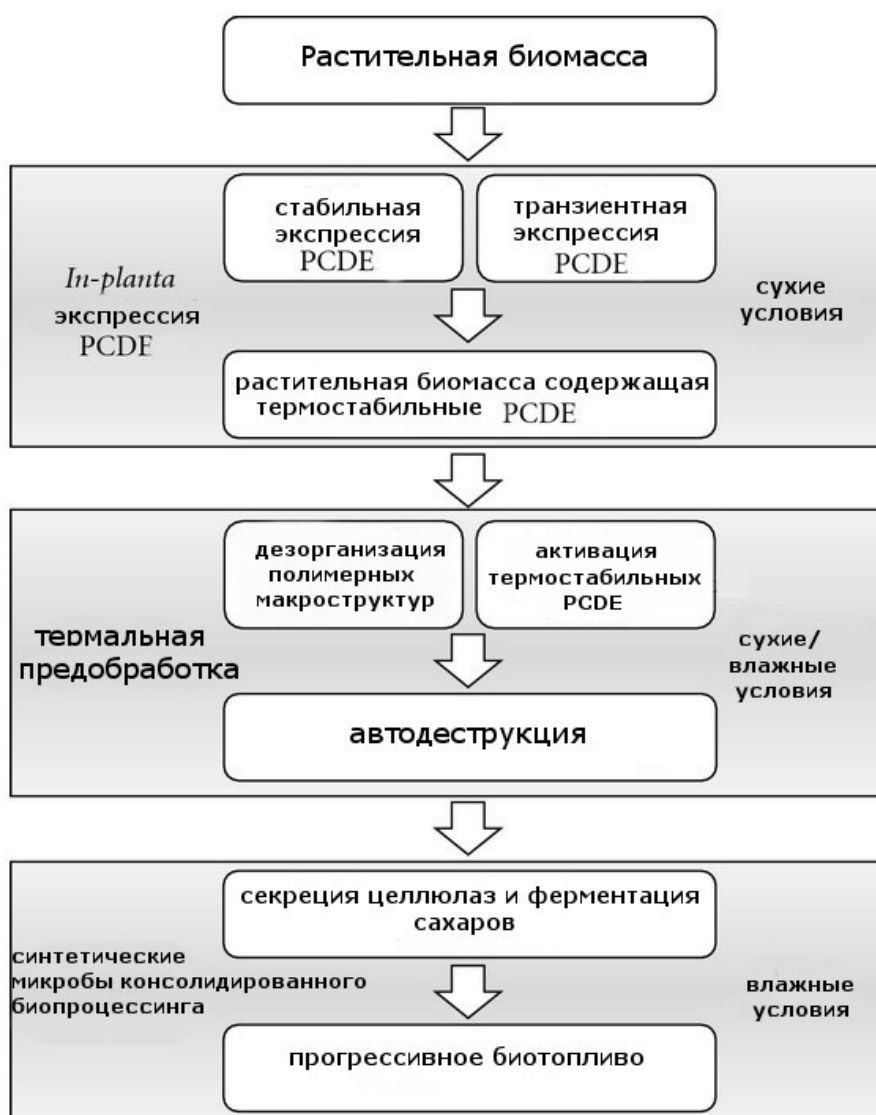 Растительная биомасса
стабильная
экспрессия
PCDE
транзиентная
экспрессия
PCDE
In-planta
экспрессия
PCDE
сухие
условия
растительная биомасса содержащая
термостабильные PCDE
дезорганизация
полимерных
макроструктур
активация
термостабильных
PCDE
термальная
предобработка
сухие/
влажные
условия
автодеструкция
секреция целлюлаз и ферментация
сахаров
синтетические
микробы консолидированного
биопроцессинга
влажные
условия
прогрессивное биотопливо